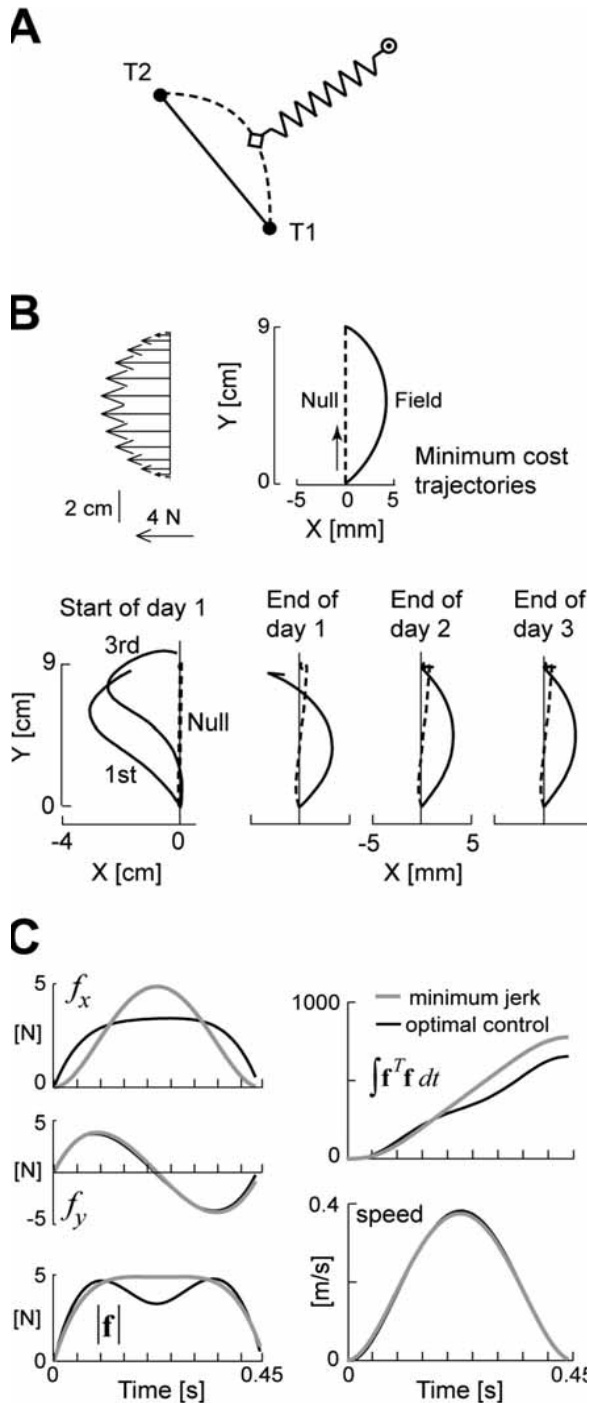 A
T2
T1
B
9
Y [cm]
0
Null
Field
-5
0
5
X [mm]
Minimum cost
trajectories
2 cm
4 N
Start of day 1
3rd
9
Y [cm]
0
1st
Null
-4
0
X [cm]
End of
day 1
End of
day 2
End of
day 3
-5
5
X [mm]
C
5
[N]
0
fx
5
[N]
-5
fy
5
[N]
0
|f|
0
0.45
Time [s]
1000
0
minimum jerk
optimal control
∫f^T f dt
0.4
[m/s]
0
speed
0
0.45
Time [s]